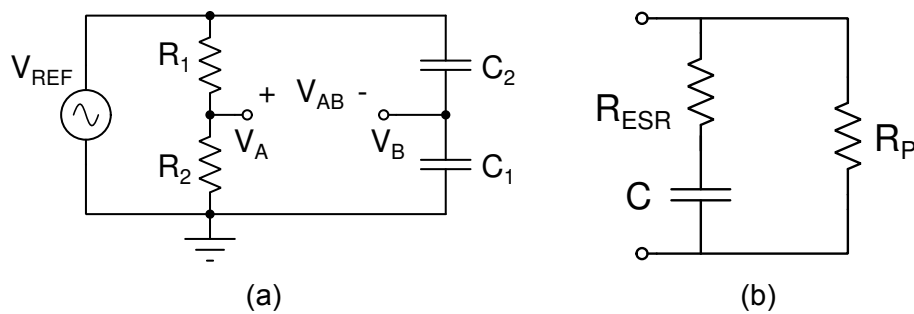 V_REF
R_1
R_2
+
V_AB
-
V_A
V_B
C_2
C_1
(a)
R_ESR
C
R_P
(b)